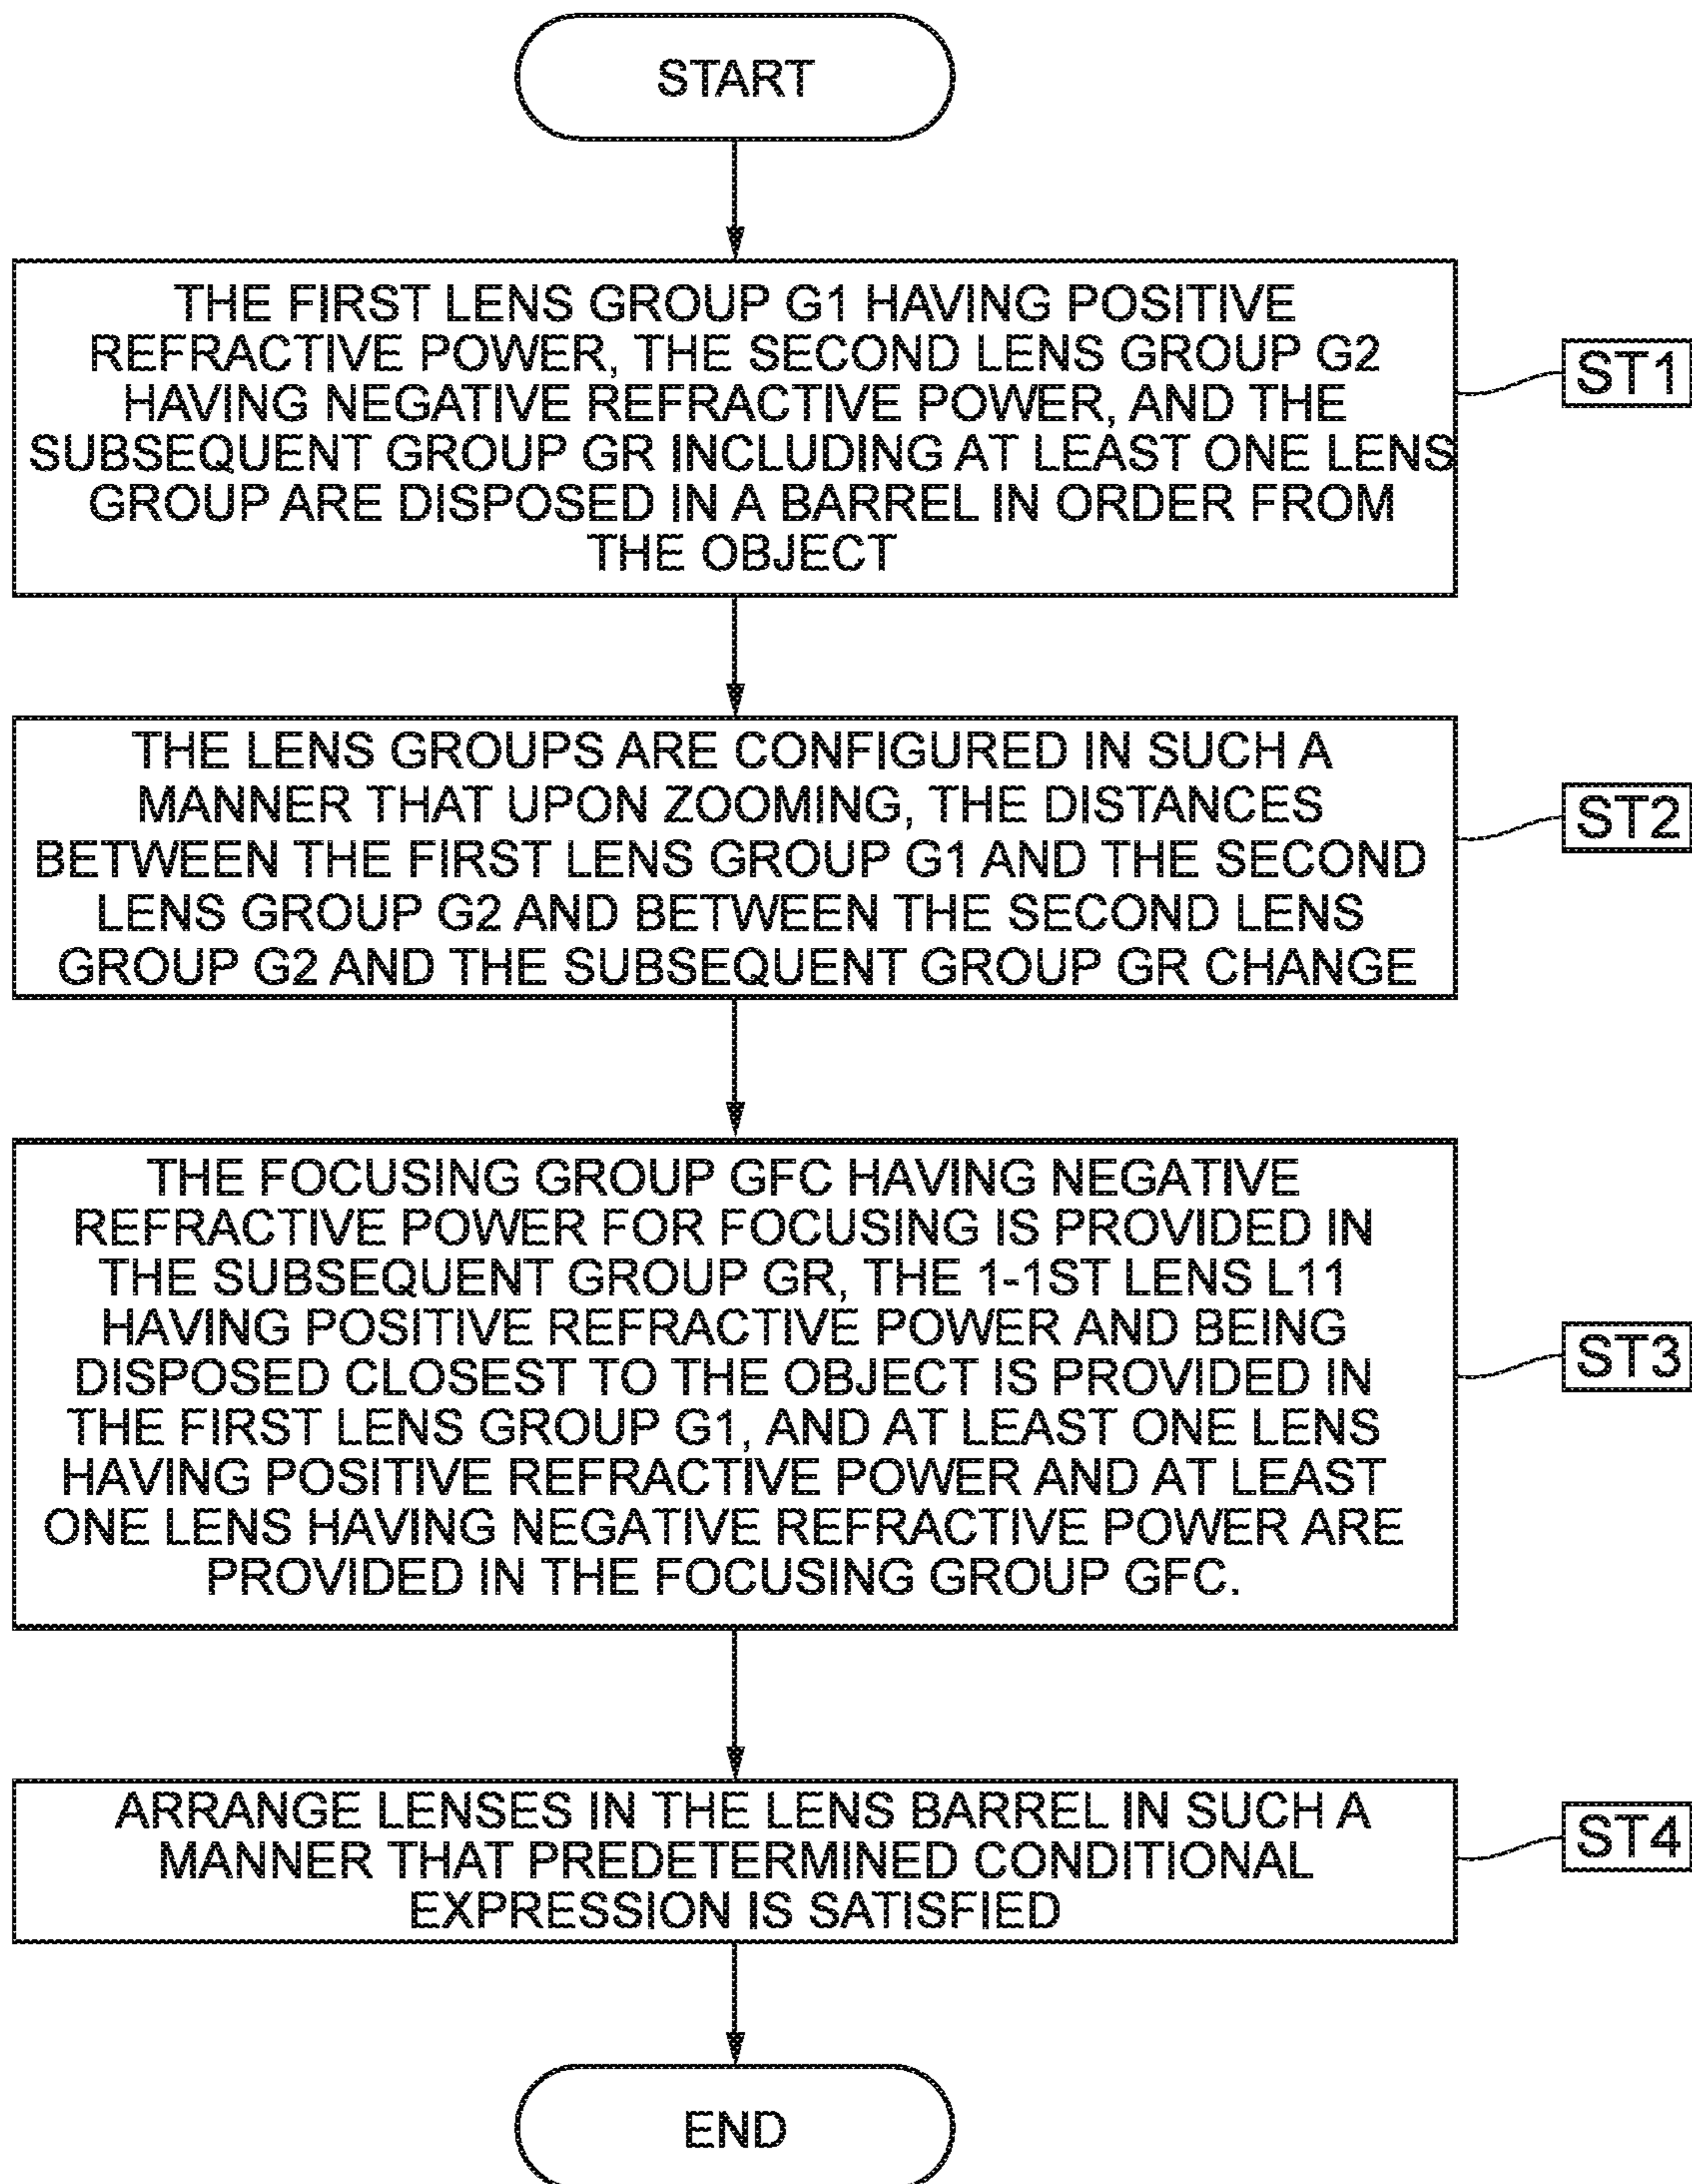 START
THE FIRST LENS GROUP G1 HAVING POSITIVE
REFRACTIVE POWER, THE SECOND LENS GROUP G2
HAVING NEGATIVE REFRACTIVE POWER, AND THE
SUBSEQUENT GROUP GR INCLUDING AT LEAST ONE LENS
GROUP ARE DISPOSED IN A BARREL IN ORDER FROM
THE OBJECT
ST1
THE LENS GROUPS ARE CONFIGURED IN SUCH A
MANNER THAT UPON ZOOMING, THE DISTANCES
BETWEEN THE FIRST LENS GROUP G1 AND THE SECOND
LENS GROUP G2 AND BETWEEN THE SECOND LENS
GROUP G2 AND THE SUBSEQUENT GROUP GR CHANGE
ST2
THE FOCUSING GROUP GFC HAVING NEGATIVE
REFRACTIVE POWER FOR FOCUSING IS PROVIDED IN
THE SUBSEQUENT GROUP GR, THE 1-1ST LENS L11
HAVING POSITIVE REFRACTIVE POWER AND BEING
DISPOSED CLOSEST TO THE OBJECT IS PROVIDED IN
THE FIRST LENS GROUP G1, AND AT LEAST ONE LENS
HAVING POSITIVE REFRACTIVE POWER AND AT LEAST
ONE LENS HAVING NEGATIVE REFRACTIVE POWER ARE
PROVIDED IN THE FOCUSING GROUP GFC.
ST3
ARRANGE LENSES IN THE LENS BARREL IN SUCH A
MANNER THAT PREDETERMINED CONDITIONAL
EXPRESSION IS SATISFIED
ST4
END